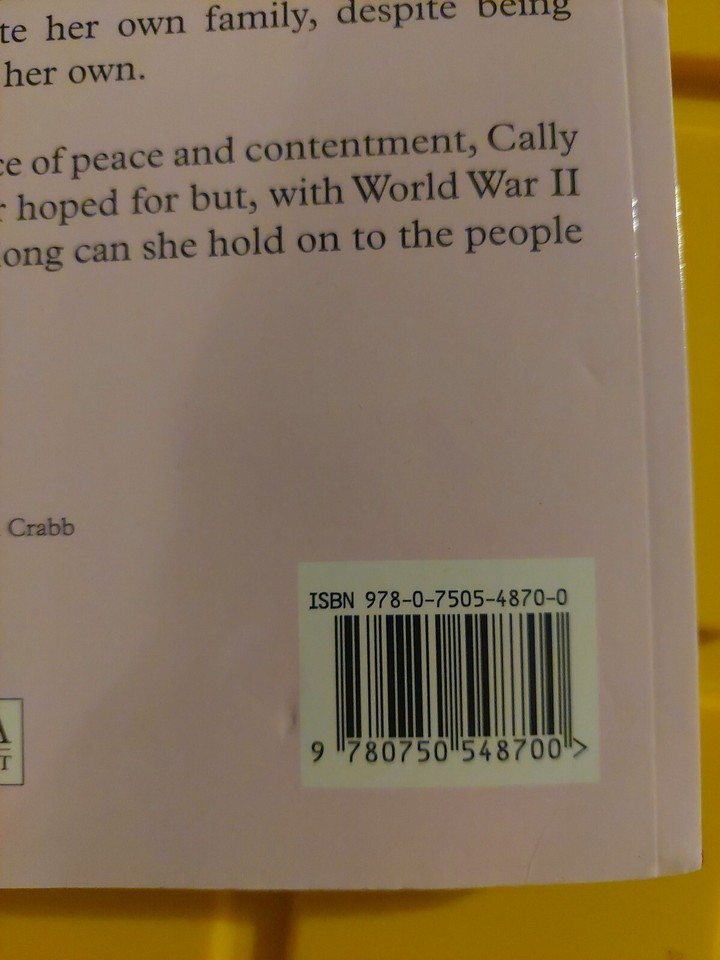 te her own family, despite being
her own.
ce of peace and contentment, Cally
r hoped for but, with World War II
long can she hold on to the people
Crabb
ISBN 978-0-7505-4870-0
A
T
9 780750 548700 >